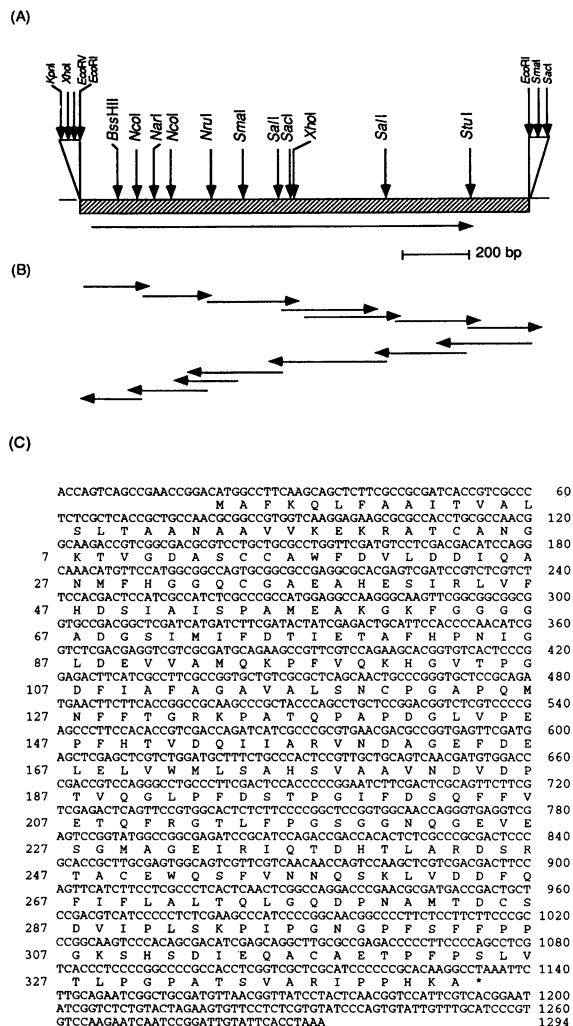 (A)
KpnI
XhoI
EcoRV
EcoRI
BssHII
NcoI
NarI
NcoI
NruI
SmaI
SalI
SacI
XhoI
SalI
StuI
EcoRI
SmaI
SacI
200 bp
(B)
(C)
ACCAGTCAGCCGAACCGGACATGGCCTTCAAGCAGCTCTTCGCCGCGATCACCGTCGCCC 60
M A F K Q L F A A I T V A L
TCTCGCTCACCGCTGCCAACGCGGCCGTGGTCAAGGAGAAGCGCGCCACCTGCGCCAACG 120
S L T A A N A A V V K E K R A T C A N G
GCAAGACCGTCGGCGACGCGTCCTGCTGCGCCTGGTTCGATGTCCTCGACGACATCCAGG 180
7 K T V G D A S C C A W F D V L D D I Q A
CAAACATGTTCCATGGCGGCCAGTGCGGCGCCGAGGCGCACGAGTCGATCCGTCTCGTCT 240
27 N M F H G G Q C G A E A H E S I R L V F
TCCACGACTCCATCGCCATCTCGCCCGCCATGGAGGCCAAGGGCAAGTTCGGCGGCGGCG 300
47 H D S I A I S P A M E A K G K F G G G G
GTGCCGACGGCTCGATCATGATCTTCGATACTATCGAGACTGCATTCCACCCCAACATCG 360
67 A D G S I M I F D T I E T A F H P N I G
GTCTCGACGAGGTCGTCGCGATGCAGAAGCCGTTCGTCCAGAAGCACGGTGTCACTCCCG 420
87 L D E V V A M Q K P F V Q K H G V T P G
GAGACTTCATCGCCTTCGCCGGTGCTGTCGCGCTCAGCAACTGCCCGGGTGCTCCGCAGA 480
107 D F I A F A G A V A L S N C P G A P Q M
TGAACTTCTTCACCGGCCGCAAGCCCGCTACCCAGCCTGCTCCGGACGGTCTCGTCCCCG 540
127 N F F T G R K P A T Q P A P D G L V P E
AGCCCTTCCACACCGTCGACCAGATCATCGCCCGCGTGAACGACGCCGGTGAGTTCGATG 600
147 P F H T V D Q I I A R V N D A G E F D E
AGCTCGAGCTCGTCTGGATGCTTTCTGCCCACTCCGTTGCTGCAGTCAACGATGTGGACC 660
167 L E L V W M L S A H S V A A V N D V D P
CGACCGTCCAGGGCCTGCCCTTCGACTCCACCCCCGGAATCTTCGACTCGCAGTTCTTCG 720
187 T V Q G L P F D S T P G I F D S Q F F V
TCGAGACTCAGTTCCGTGGCACTCTCTTCCCCGGCTCCGGTGGCAACCAGGGTGAGGTCG 780
207 E T Q F R G T L F P G S G G N Q G E V E
AGTCCGGTATGGCCGGCGAGATCCGCATCCAGACCGACCACACTCTCGCCCGCGACTCCC 840
227 S G M A G E I R I Q T D H T L A R D S R
GCACCGCTTGCGAGTGGCAGTCGTTCGTCAACAACCAGTCCAAGCTCGTCGACGACTTCC 900
247 T A C E W Q S F V N N Q S K L V D D F Q
AGTTCATCTTCCTCGCCCTCACTCAACTCGGCCAGGACCCGAACGCGATGACCGACTGCT 960
267 F I F L A L T Q L G Q D P N A M T D C S
CCGACGTCATCCCCCTCTCGAAGCCCATCCCCGGCAACGGCCCCTTCTCCTTCTTCCCGC 1020
287 D V I P L S K P I P G N G P F S F F P P
CCGGCAAGTCCCACAGCGACATCGAGCAGGCTTGCGCCGAGACCCCCTTCCCCAGCCTCG 1080
307 G K S H S D I E Q A C A E T P F P S L V
TCACCCTCCCCGGCCCCGCCACCTCGGTCGCTCGCATCCCCCCGCACAAGGCCTAAATTC 1140
327 T L P G P A T S V A R I P P H K A *
TTTGCAGAATCGGCTGCGATGTTAACGGTTATCCTACTCAACGGTCCATTCGTCACGGAAT 1200
ATCGGTCTCTGTACTAGAAGTGTTCCTCTCGTGTATCCCAGTGTATTGTTTGCATCCCGT 1260
GTCCAAGAATCAATCCGGATTGTATTCACCTAAA 1294